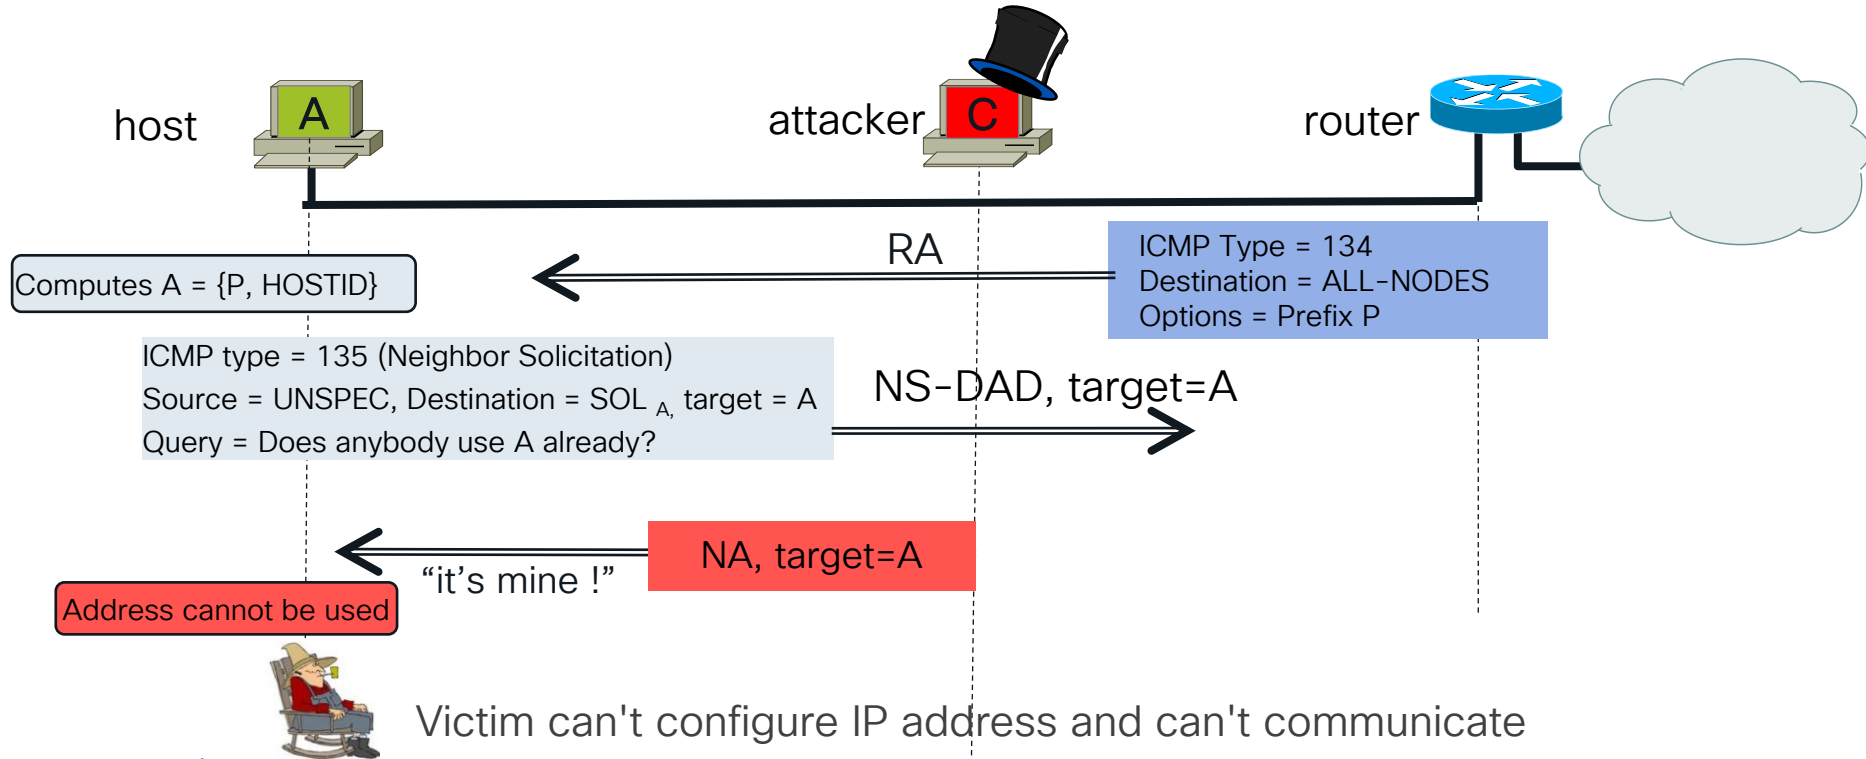 host
A
attacker
C
router
RA
ICMP Type = 134
Destination = ALL-NODES
Options = Prefix P
Computes A = {P, HOSTID}
ICMP type = 135 (Neighbor Solicitation)
Source = UNSPEC, Destination = SOL A, target = A
Query = Does anybody use A already?
NS-DAD, target=A
NA, target=A
“it’s mine !”
Address cannot be used
Victim can't configure IP address and can't communicate